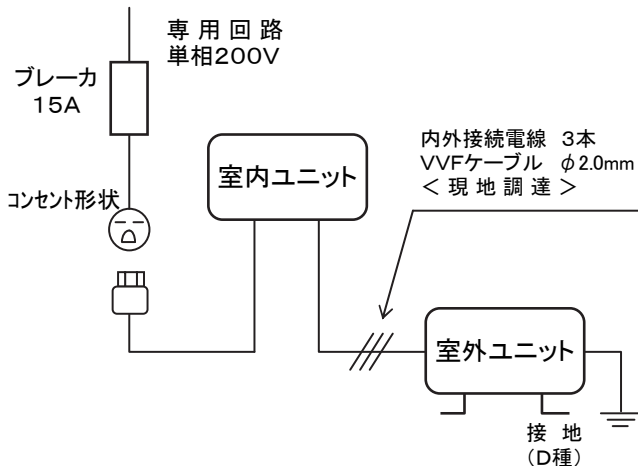 専用回路
単相200V
ブレーカ
15A
内外接続電線 3本
VVFケーブル φ2.0mm
<現地調達>
室内ユニット
コンセント形状
室外ユニット
接地
(D種)